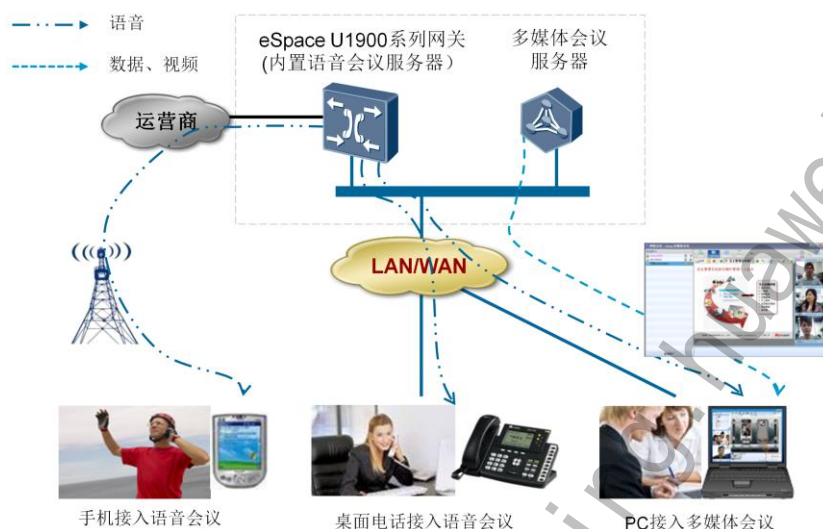 语音
数据、视频
eSpace U1900系列网关
(内置语音会议服务器）
多媒体会议
服务器
运营商
LAN/WAN
手机接入语音会议
桌面电话接入语音会议
PC接入多媒体会议